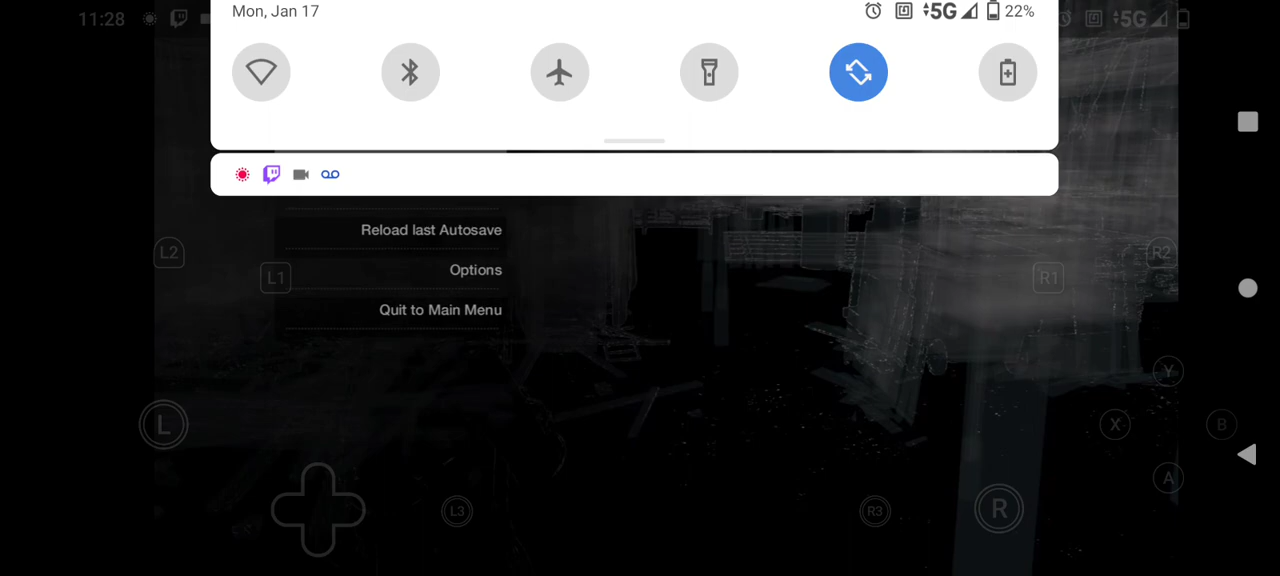 Mon, Jan 17
5G
22%
11:28
5G
Reload last Autosave
Options
Quit to Main Menu
L2
L1
R1
R2
Y
X
B
A
L
L3
R3
R